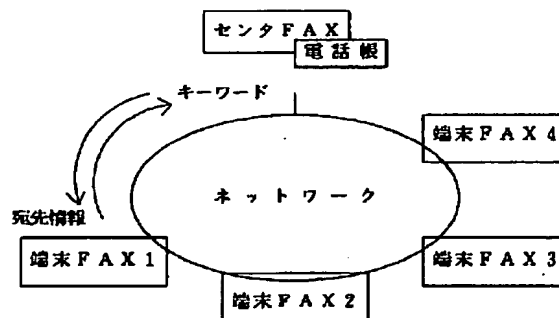 センタFAX
電話帳
キーワード
端末FAX4
ネットワーク
宛先情報
端末FAX1
端末FAX3
端末FAX2